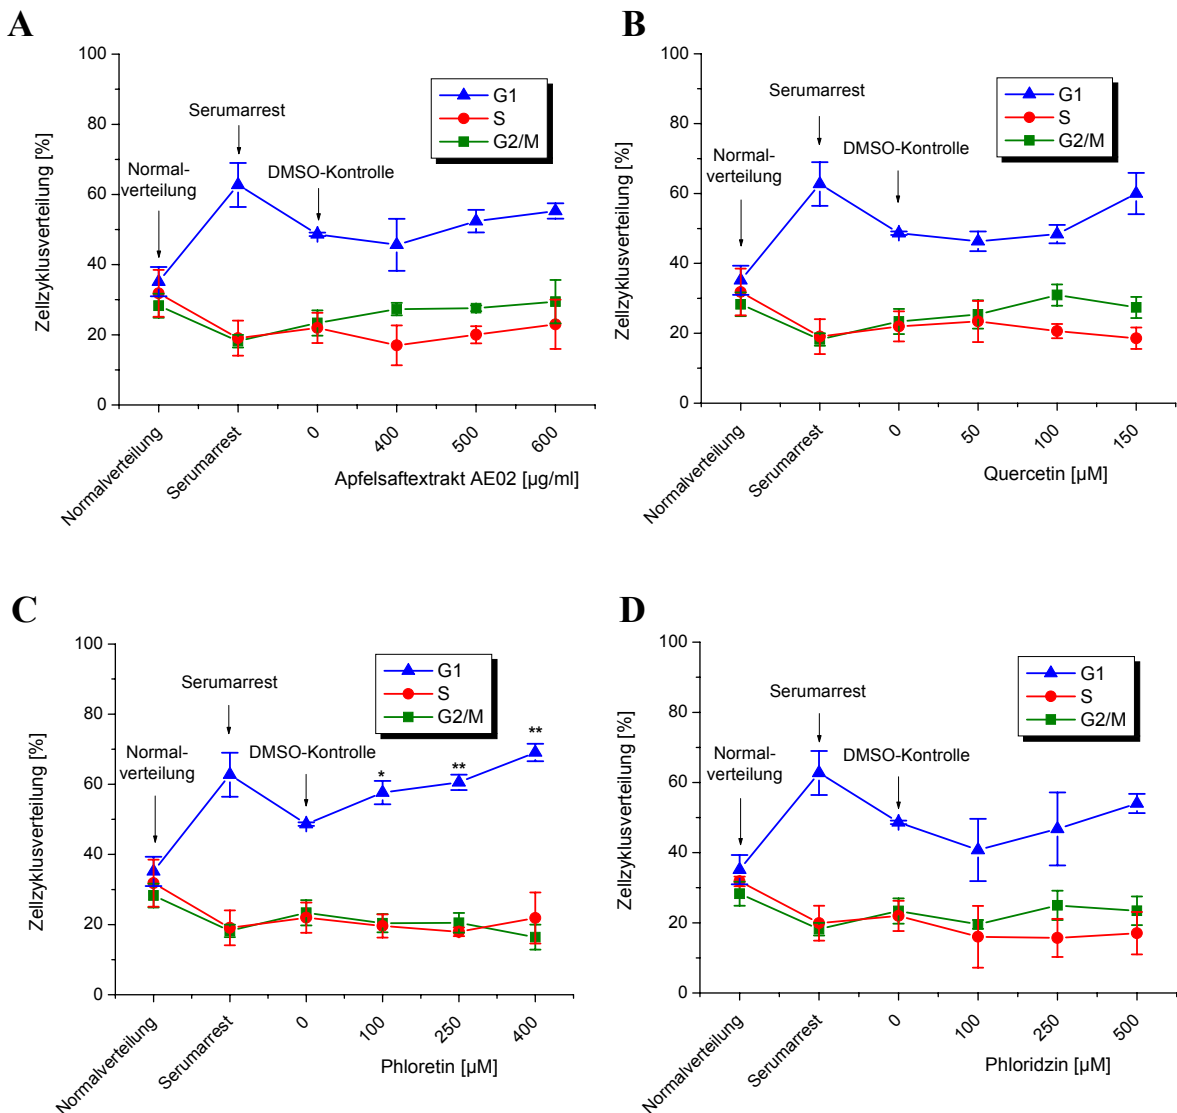 A
Zellzyklusverteilung [%]
100
80
60
40
20
0
G1
S
G2/M
Serumarrest
Normal-
verteilung
DMSO-Kontrolle
Normalverteilung
Serumarrest
0
400
500
600
Apfelsaftextrakt AE02 [µg/ml]
B
Zellzyklusverteilung [%]
100
80
60
40
20
0
G1
S
G2/M
Serumarrest
Normal-
verteilung
DMSO-Kontrolle
Normalverteilung
Serumarrest
0
50
100
150
Quercetin [µM]
C
Zellzyklusverteilung [%]
100
80
60
40
20
0
G1
S
G2/M
Serumarrest
Normal-
verteilung
DMSO-Kontrolle
*
**
**
Normalverteilung
Serumarrest
0
100
250
400
Phloretin [µM]
D
Zellzyklusverteilung [%]
100
80
60
40
20
0
G1
S
G2/M
Serumarrest
Normal-
verteilung
DMSO-Kontrolle
Normalverteilung
Serumarrest
0
100
250
500
Phloridzin [µM]